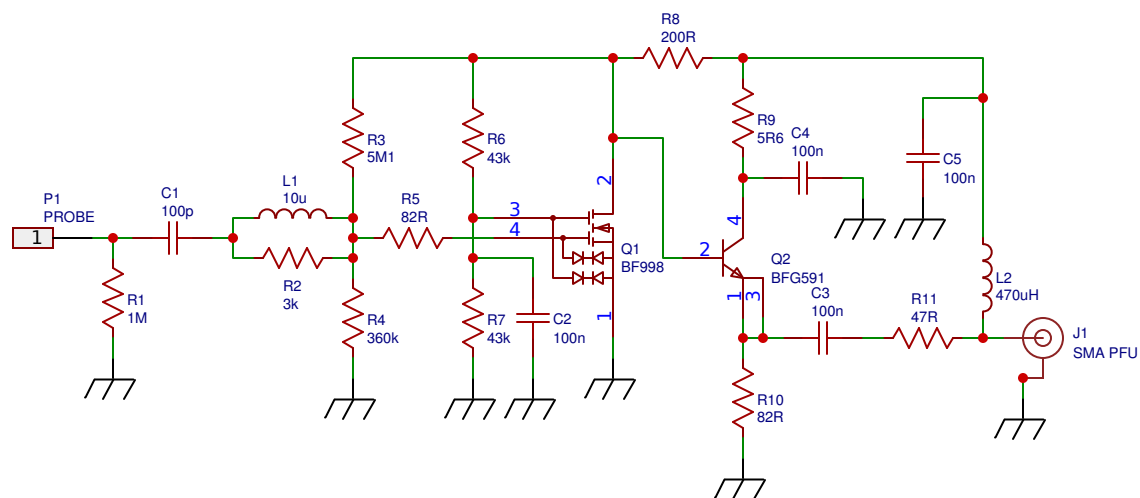 R8
200R
R9
5R6
C4
100n
C5
100n
R3
5M1
R6
43k
L1
10u
P1
PROBE
1
C1
100p
R5
82R
3
4
2
Q1
BF998
1
2
4
Q2
BFG591
1
3
C3
100n
R11
47R
L2
470uH
J1
SMA PFU
R1
1M
R2
3k
R4
360k
R7
43k
C2
100n
R10
82R